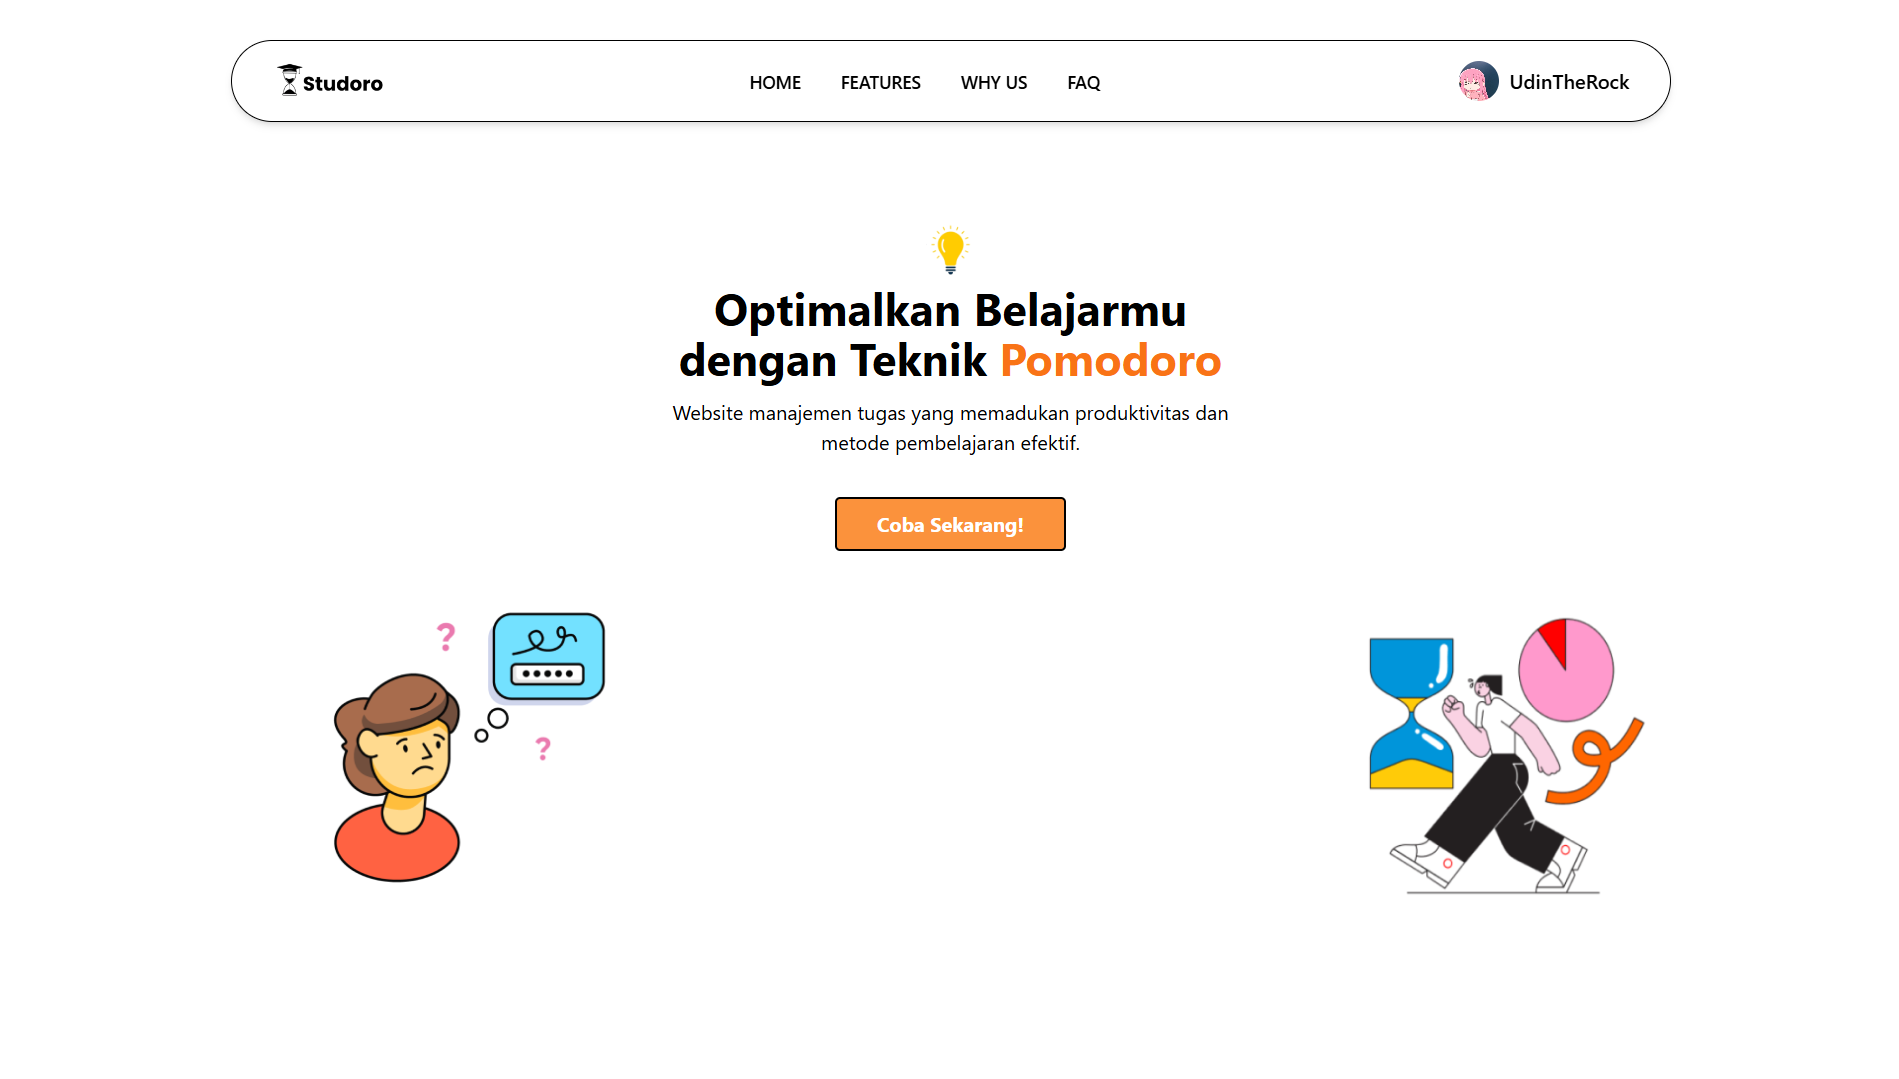 Studoro
HOME FEATURES WHY US FAQ
UdinTheRock
Optimalkan Belajarmu
dengan Teknik Pomodoro
Website manajemen tugas yang memadukan produktivitas dan
metode pembelajaran efektif.
Coba Sekarang!
?
?